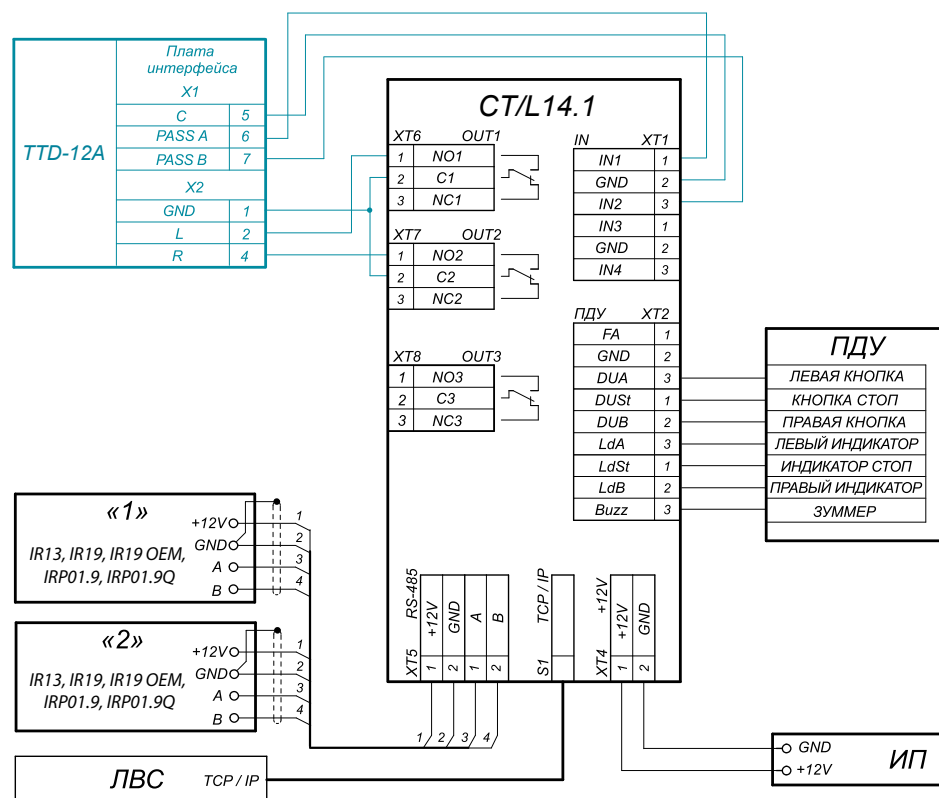 TTD-12A
Плата
интерфейса
X1
C 5
PASS A 6
PASS B 7
X2
GND 1
L 2
R 4
CT/L14.1
XT6 OUT1
1 NO1
2 C1
3 NC1
XT7 OUT2
1 NO2
2 C2
3 NC2
XT8 OUT3
1 NO3
2 C3
3 NC3
IN XT1
IN1 1
GND 2
IN2 3
IN3 1
GND 2
IN4 3
ПДУ XT2
FA 1
GND 2
DUA 3
DUSt 1
DUB 2
LdA 3
LdSt 1
LdB 2
Buzz 3
ПДУ
ЛЕВАЯ КНОПКА
КНОПКА СТОП
ПРАВАЯ КНОПКА
ЛЕВЫЙ ИНДИКАТОР
ИНДИКАТОР СТОП
ПРАВЫЙ ИНДИКАТОР
ЗУММЕР
«1»
IR13, IR19, IR19 OEM,
IRP01.9, IRP01.9Q
+12V 1
GND 2
A 3
B 4
«2»
IR13, IR19, IR19 OEM,
IRP01.9, IRP01.9Q
+12V 1
GND 2
A 3
B 4
XT5 RS-485
1 +12V
2 GND
1 A
2 B
S1 TCP / IP
XT4 +12V
1 +12V
2 GND
1 2 3 4
ЛВС TCP / IP
GND
+12V
ИП